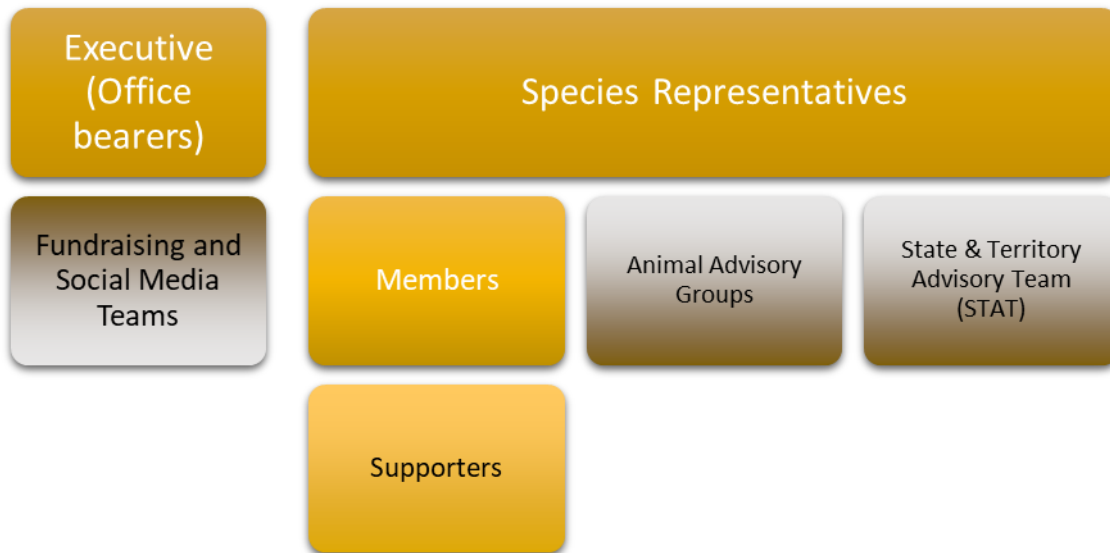 Executive
(Office
bearers)
Species Representatives
Fundraising and
Social Media
Teams
Members
Animal Advisory
Groups
State & Territory
Advisory Team
(STAT)
Supporters